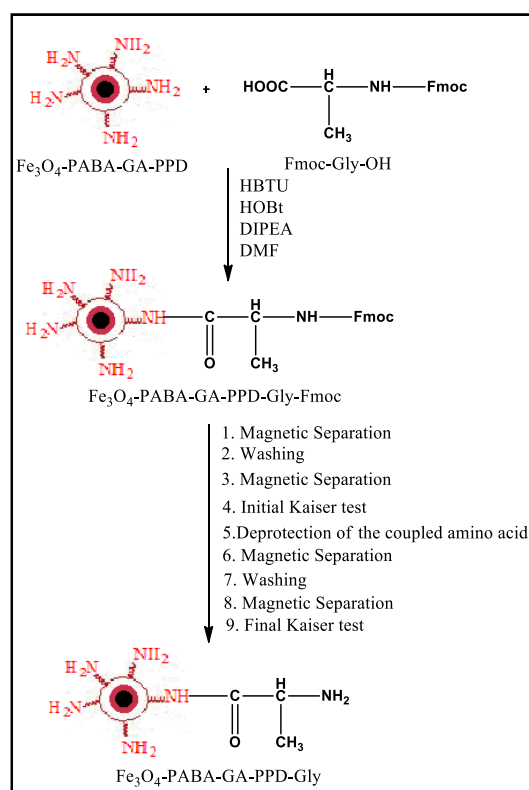 NH2
H2N
NH2
H2N
NH2
Fe3O4-PABA-GA-PPD
+
H
HOOC C NH Fmoc
CH3
Fmoc-Gly-OH
HBTU
HOBt
DIPEA
DMF
NH2
H2N
H
NH C C NH Fmoc
H2N
O CH3
NH2
Fe3O4-PABA-GA-PPD-Gly-Fmoc
1. Magnetic Separation
2. Washing
3. Magnetic Separation
4. Initial Kaiser test
5.Deprotection of the coupled amino acid
6. Magnetic Separation
7. Washing
8. Magnetic Separation
9. Final Kaiser test
NH2
H2N
H
NH C C NH2
H2N
O CH3
NH2
Fe3O4-PABA-GA-PPD-Gly